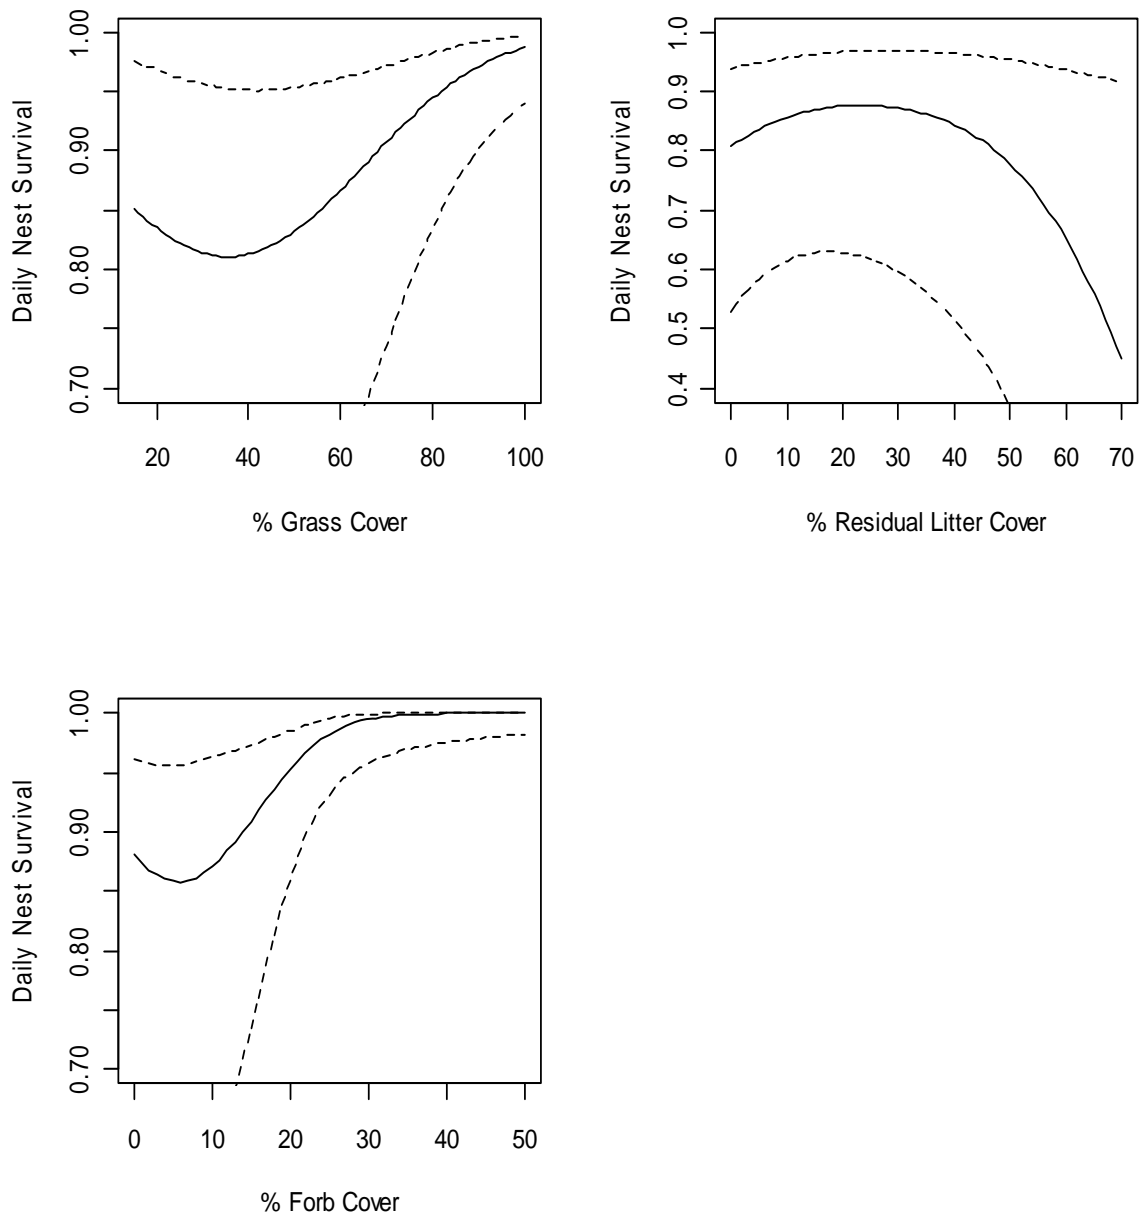 Daily Nest Survival
0.70 0.80 0.90 1.00
20 40 60 80 100
% Grass Cover
Daily Nest Survival
0.4 0.5 0.6 0.7 0.8 0.9 1.0
0 10 20 30 40 50 60 70
% Residual Litter Cover
Daily Nest Survival
0.70 0.80 0.90 1.00
0 10 20 30 40 50
% Forb Cover